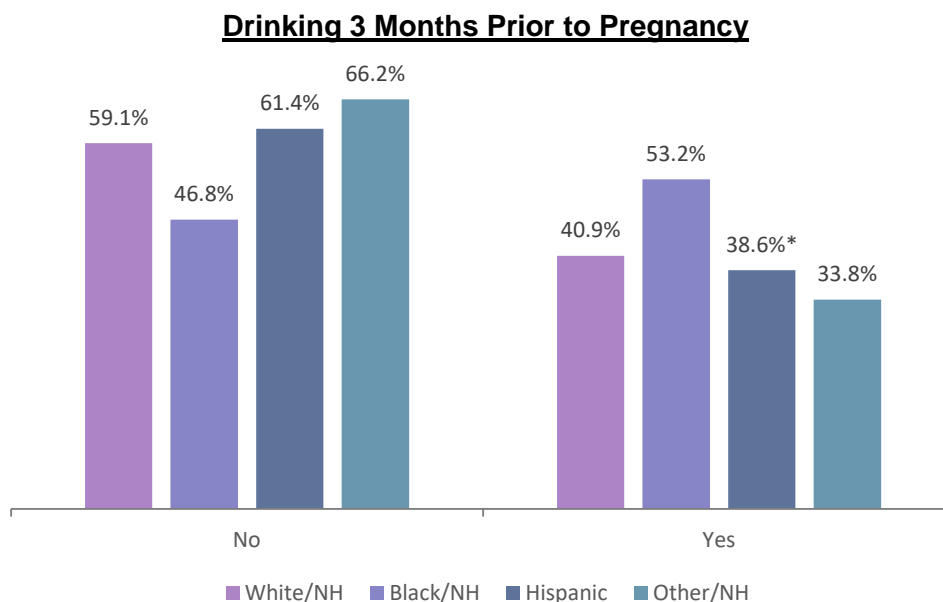 Drinking 3 Months Prior to Pregnancy
59.1%
46.8%
61.4%
66.2%
40.9%
53.2%
38.6%*
33.8%
No
Yes
White/NH
Black/NH
Hispanic
Other/NH